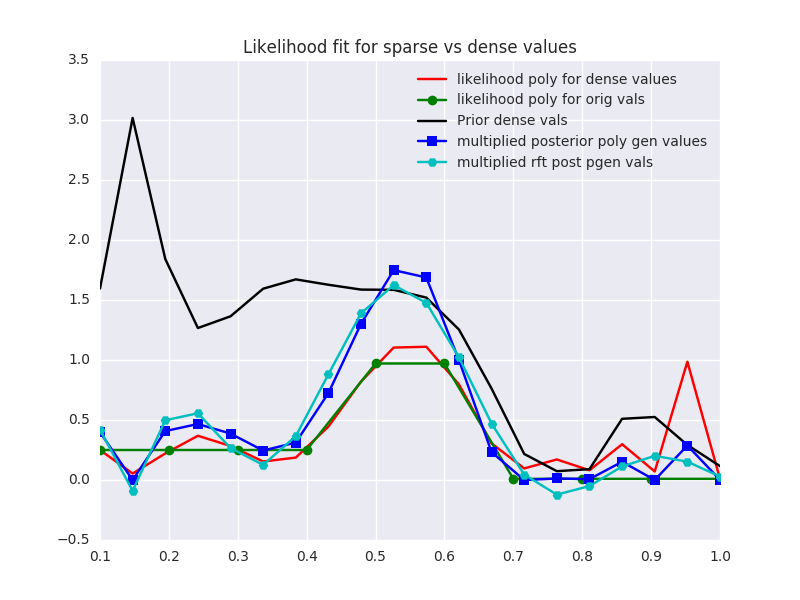 Likelihood fit for sparse vs dense values
3.5
3.0
2.5
2.0
1.5
1.0
0.5
0.0
−0.5
likelihood poly for dense values
likelihood poly for orig vals
Prior dense vals
multiplied posterior poly gen values
multiplied rft post pgen vals
0.1 0.2 0.3 0.4 0.5 0.6 0.7 0.8 0.9 1.0